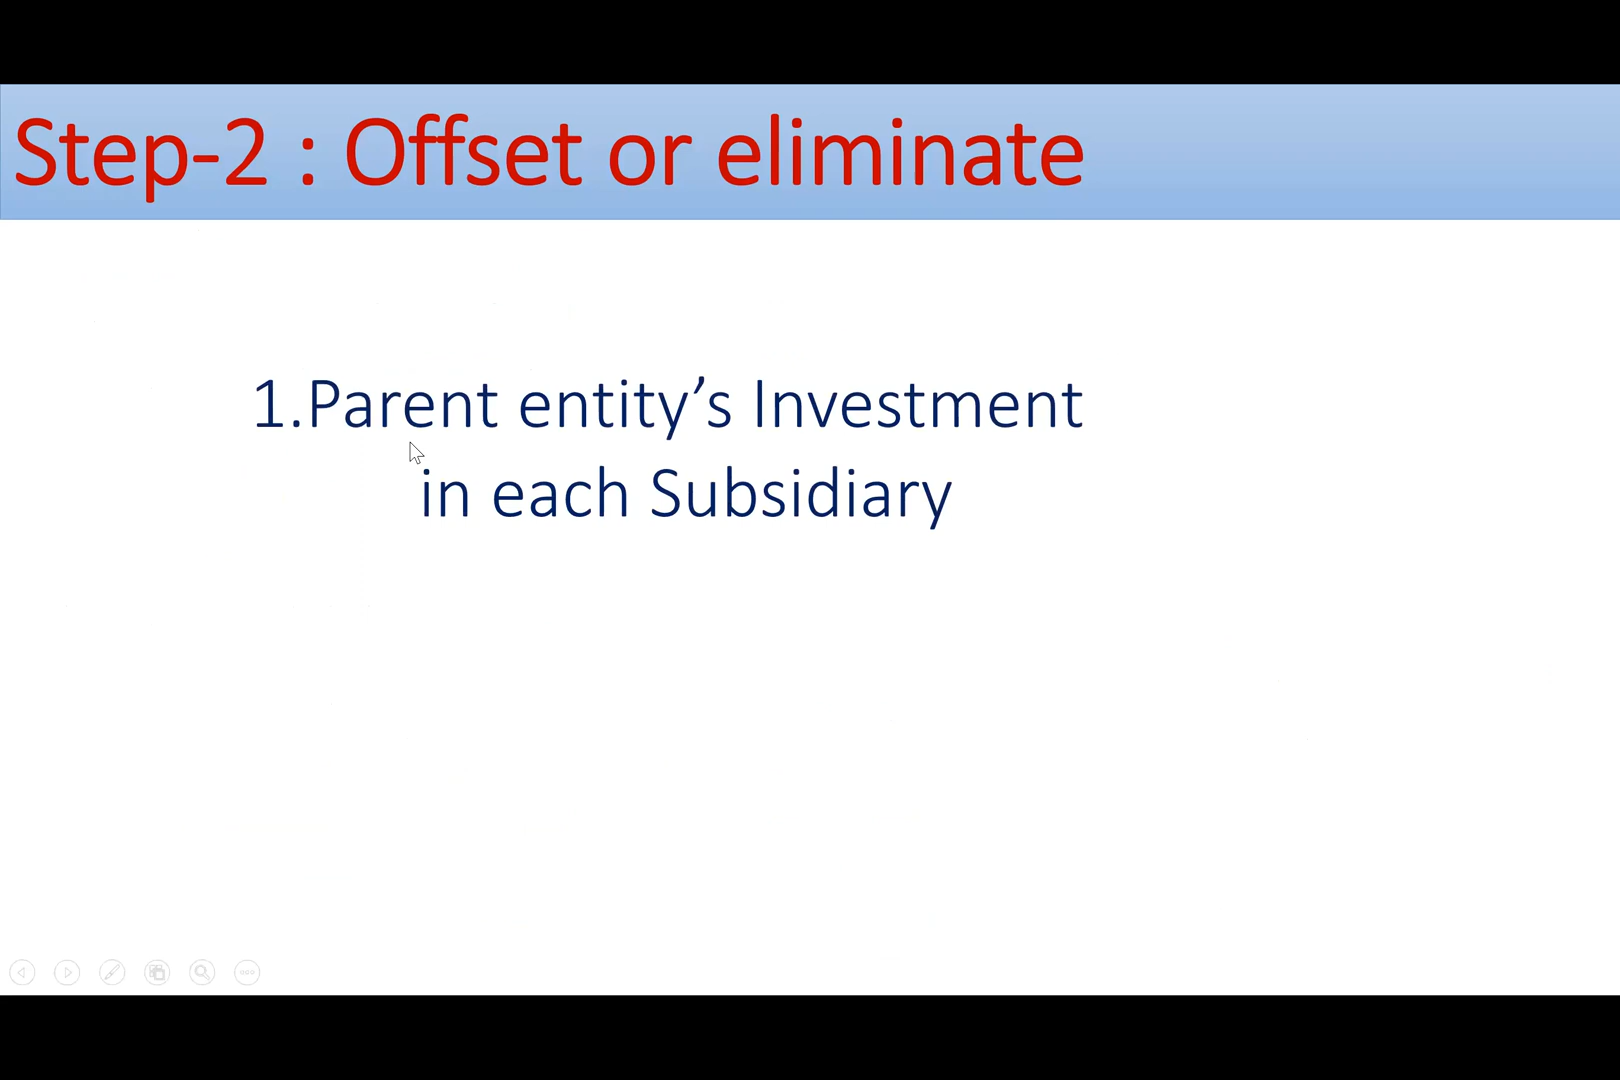 Step-2 : Offset or eliminate
1.Parent entity’s Investment
in each Subsidiary